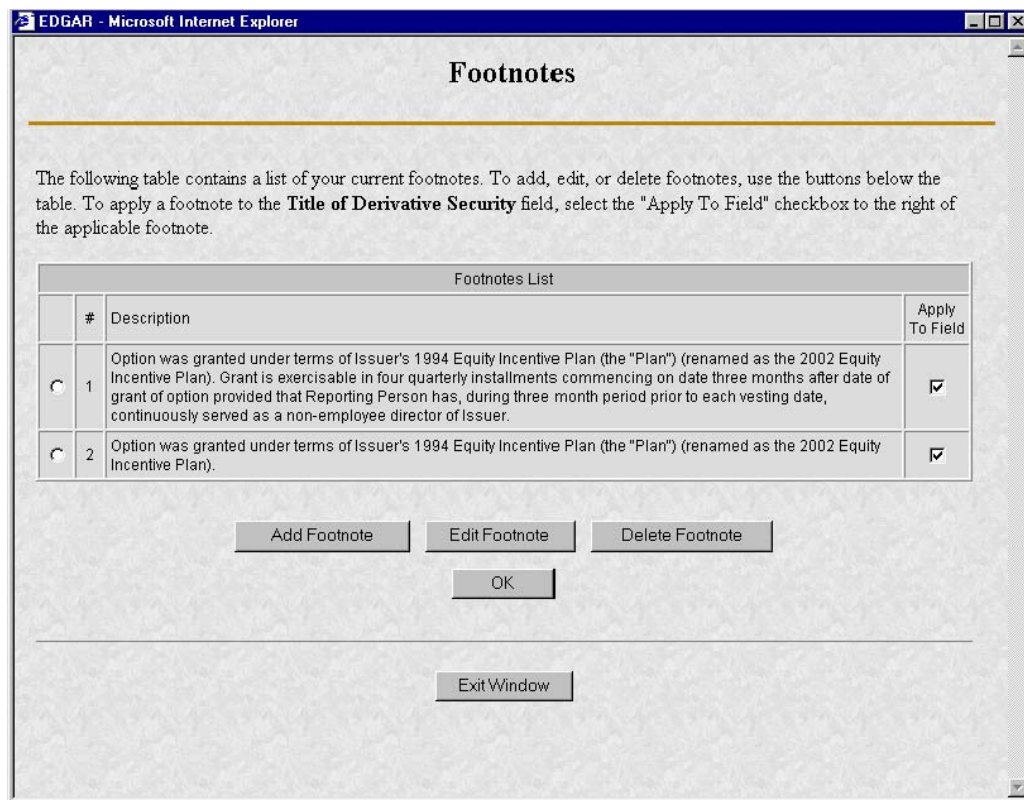 EDGAR - Microsoft Internet Explorer
Footnotes
The following table contains a list of your current footnotes. To add, edit, or delete footnotes, use the buttons below the
table. To apply a footnote to the Title of Derivative Security field, select the "Apply To Field" checkbox to the right of
the applicable footnote.
Footnotes List
# Description Apply
To Field
Option was granted under terms of Issuer's 1994 Equity Incentive Plan (the "Plan") (renamed as the 2002 Equity
1 Incentive Plan). Grant is exercisable in four quarterly installments commencing on date three months after date of
grant of option provided that Reporting Person has, during three month period prior to each vesting date,
continuously served as a non-employee director of Issuer.
2 Option was granted under terms of Issuer's 1994 Equity Incentive Plan (the "Plan") (renamed as the 2002 Equity
Incentive Plan).
Add Footnote Edit Footnote Delete Footnote
OK
Exit Window